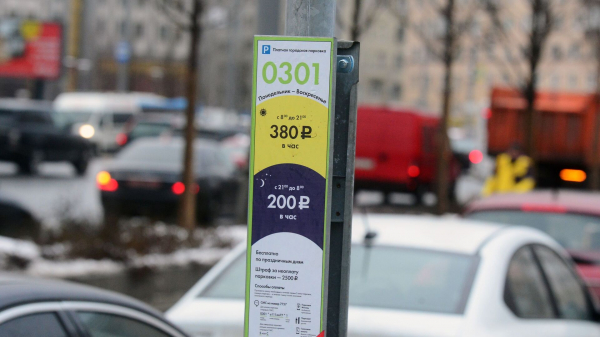 P Платная городская парковка
0301
Понедельник — Воскресенье
с 8⁰⁰ до 21⁰⁰
380 ₽
в час
с 21⁰⁰ до 8⁰⁰
200 ₽
в час
Бесплатно
по праздничным дням
Штраф за неоплату
парковки — 2500
Способы оплаты: